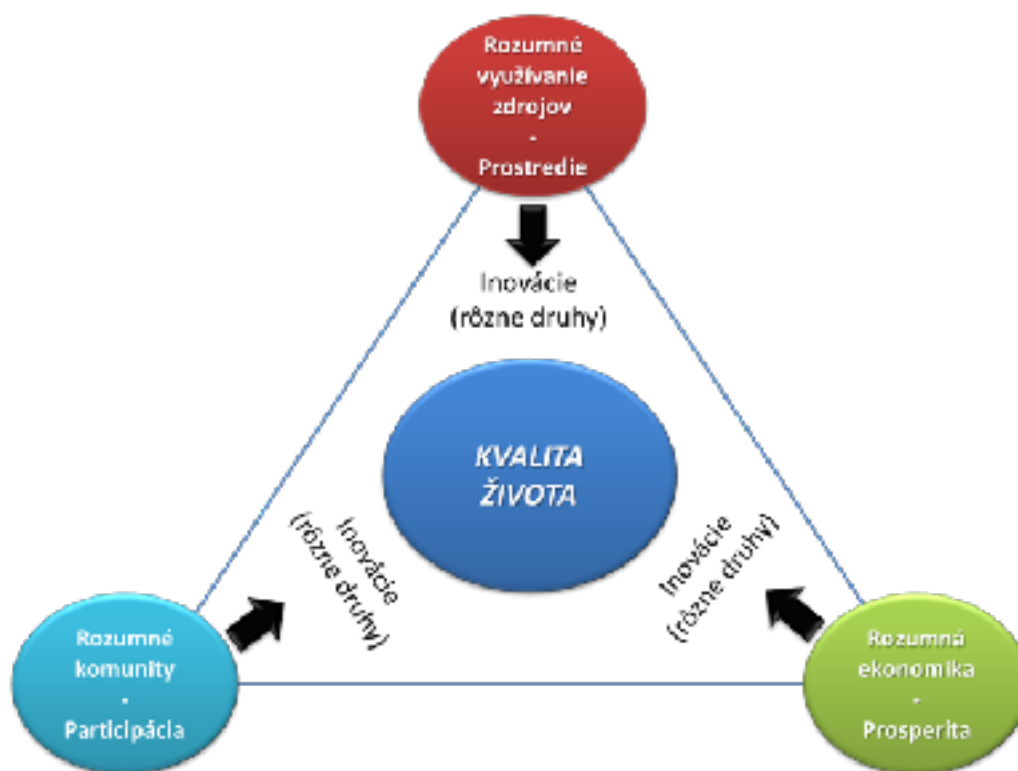 Rozumné
využívanie
zdrojov
-
Prostredie
Inovácie
(rôzne druhy)
KVALITA
ŽIVOTA
Inovácie
(rôzne druhy)
Inovácie
(rôzne druhy)
Rozumné
komunity
-
Participácia
Rozumná
ekonomika
-
Prosperita